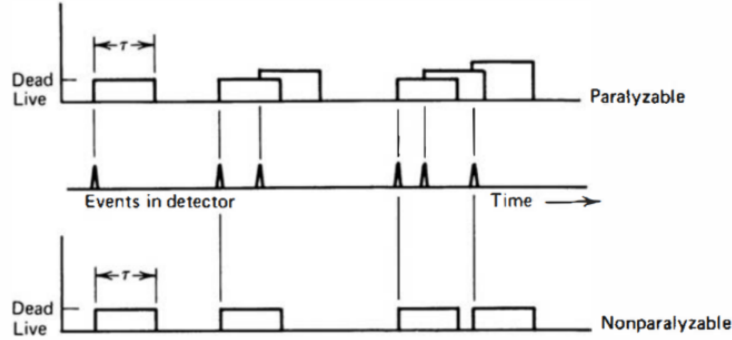 τ
Dead
Live
Paralyzable
Events in detector
Time
τ
Dead
Live
Nonparalyzable